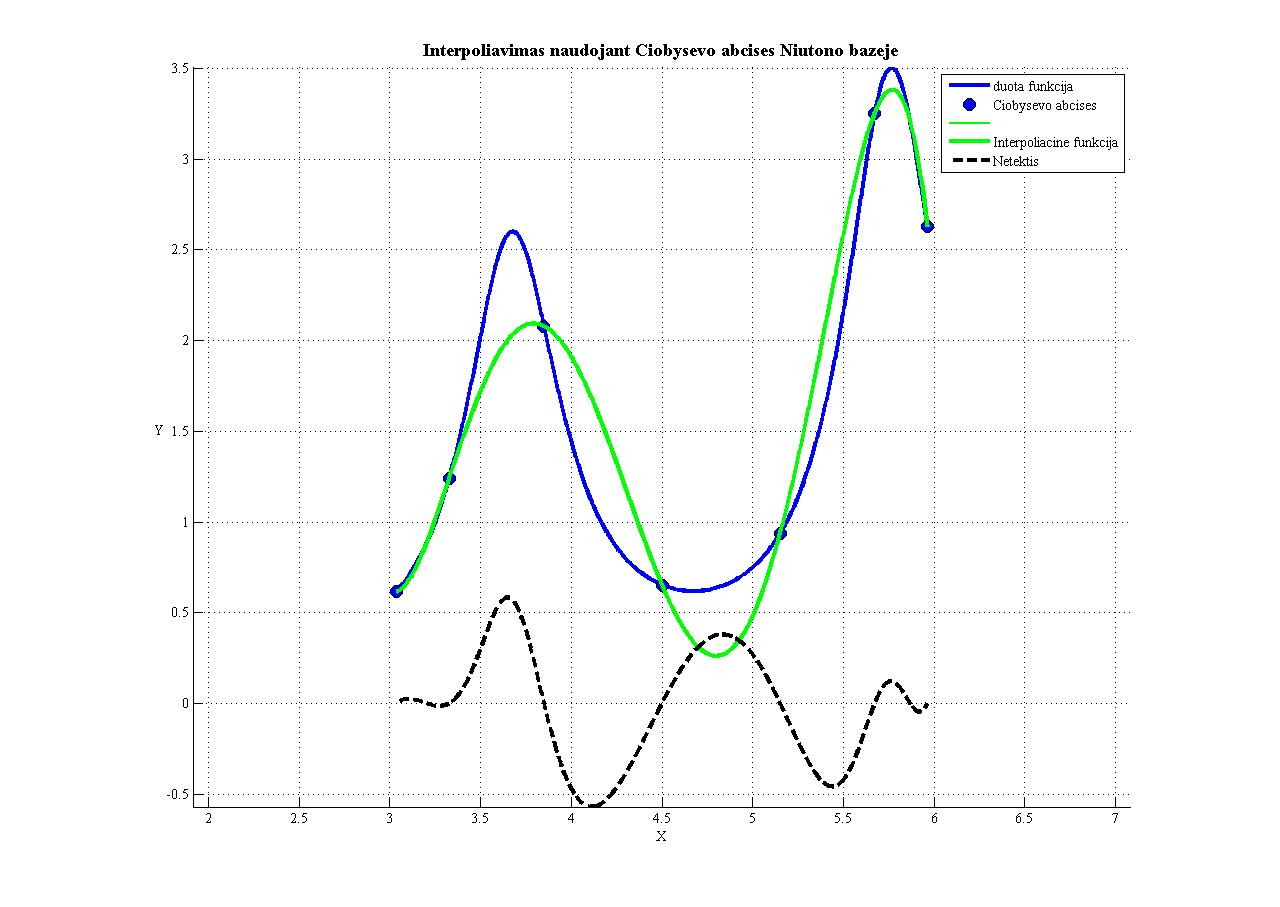 Interpoliavimas naudojant Ciobysevo abcises Niutono bazeje
3.5
3
2.5
2
1.5
1
0.5
0
-0.5
Y
2
2.5
3
3.5
4
4.5
5
5.5
6
6.5
7
X
duota funkcija
Ciobysevo abcises
Interpoliacine funkcija
Netektis